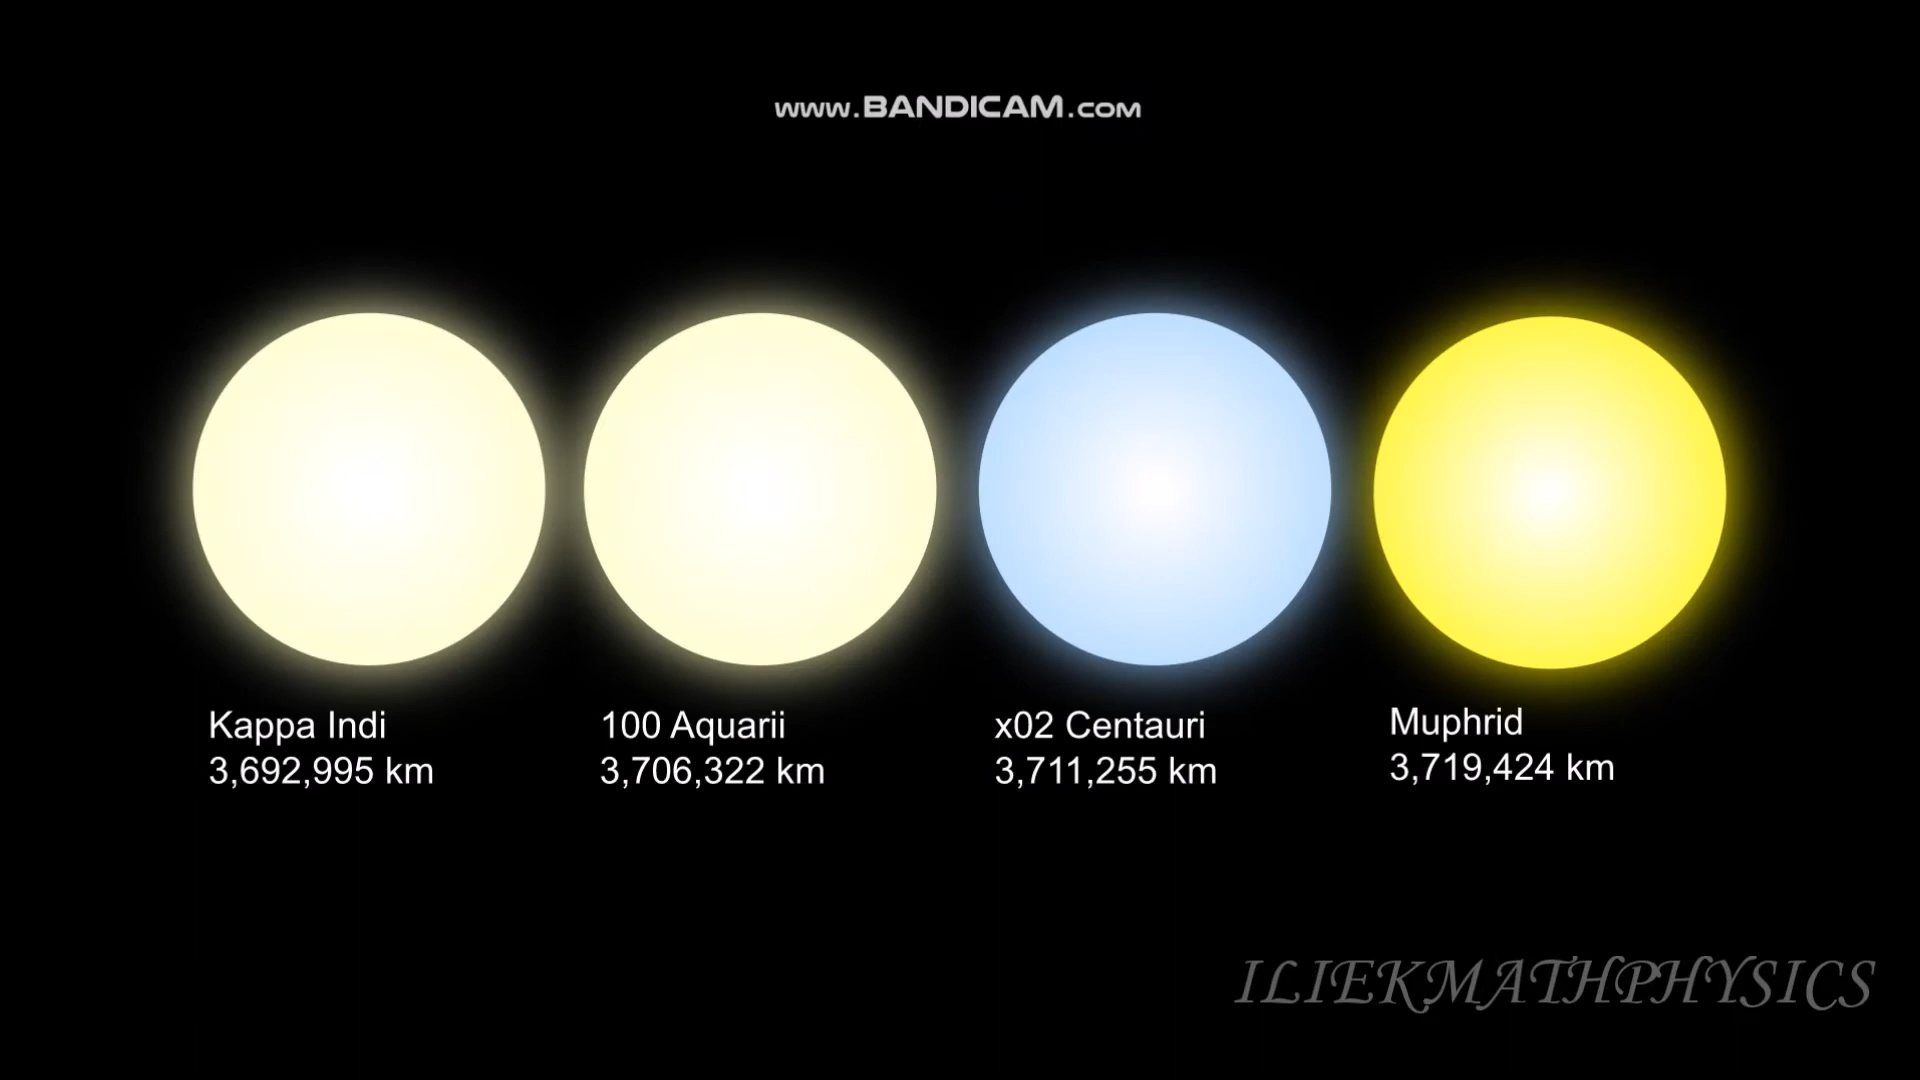 www.BANDICAM.com
Kappa Indi
3,692,995 km
100 Aquarii
3,706,322 km
x02 Centauri
3,711,255 km
Muphrid
3,719,424 km
ILIEKMATHPHYSICS